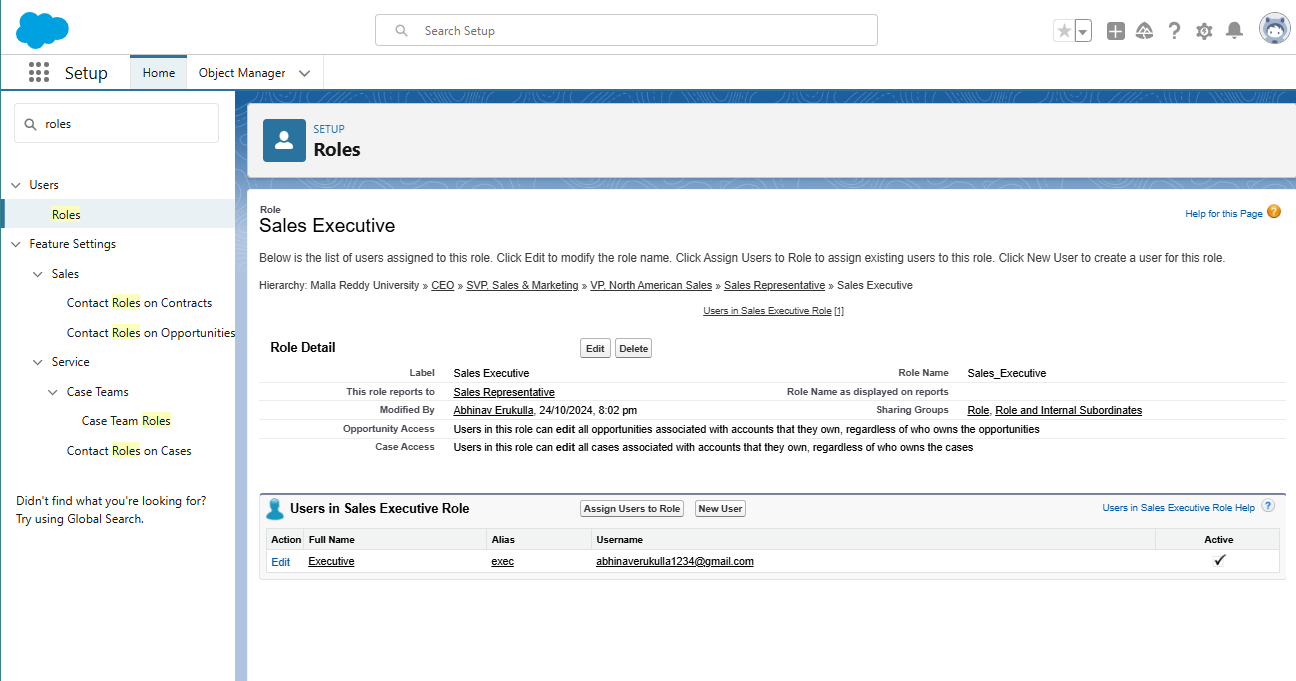 Search Setup
Setup
Home
Object Manager
roles
Users
Roles
Feature Settings
Sales
Contact Roles on Contracts
Contact Roles on Opportunities
Service
Case Teams
Case Team Roles
Contact Roles on Cases
Didn't find what you're looking for?
Try using Global Search.
SETUP
Roles
Role
Sales Executive
Help for this Page ?
Below is the list of users assigned to this role. Click Edit to modify the role name. Click Assign Users to Role to assign existing users to this role. Click New User to create a user for this role.
Hierarchy: Malla Reddy University » CEO » SVP, Sales & Marketing » VP, North American Sales » Sales Representative » Sales Executive
Users in Sales Executive Role [1]
Role Detail Edit Delete
Label Sales Executive Role Name Sales_Executive
This role reports to Sales Representative Role Name as displayed on reports
Modified By Abhinav Erukulla, 24/10/2024, 8:02 pm Sharing Groups Role, Role and Internal Subordinates
Opportunity Access Users in this role can edit all opportunities associated with accounts that they own, regardless of who owns the opportunities
Case Access Users in this role can edit all cases associated with accounts that they own, regardless of who owns the cases
Users in Sales Executive Role Assign Users to Role New User Users in Sales Executive Role Help ?
Action Full Name Alias Username Active
Edit Executive exec abhinaverukulla1234@gmail.com ✓